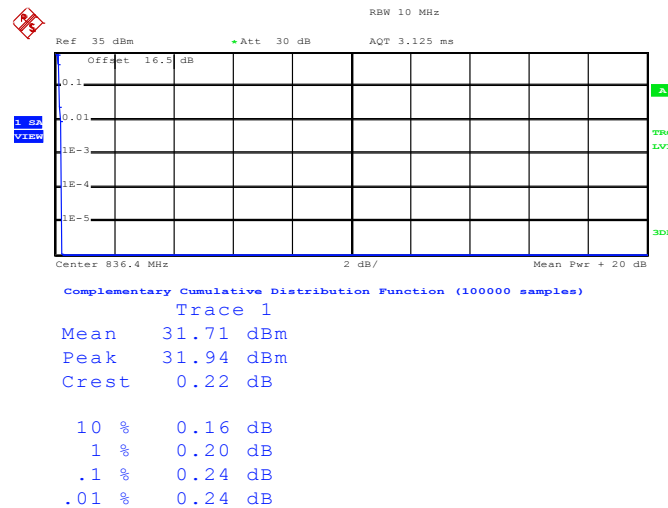 RBW 10 MHz
Ref 35 dBm * Att 30 dB AQT 3.125 ms
Offset 16.5 dB
0.1
A
0.01
1 SA
VIEW
1E-3
1E-4
1E-5
Center 836.4 MHz 2 dB/ Mean Pwr + 20 dB
Complementary Cumulative Distribution Function (100000 samples)
Trace 1
Mean 31.71 dBm
Peak 31.94 dBm
Crest 0.22 dB
10 % 0.16 dB
1 % 0.20 dB
.1 % 0.24 dB
.01 % 0.24 dB